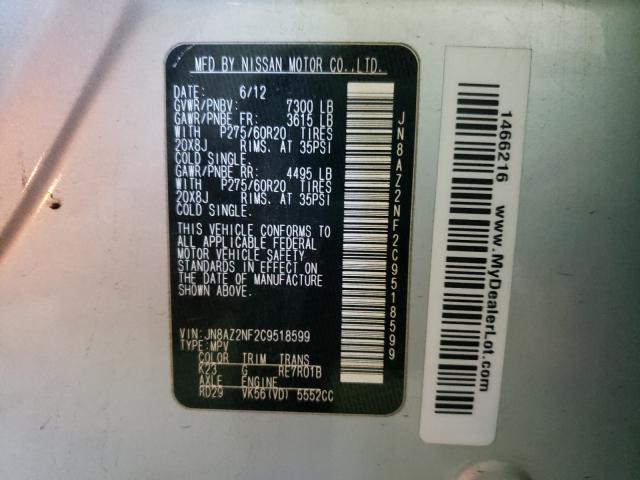 MFD BY NISSAN MOTOR CO.,LTD.
DATE: 6/12
GVWR/PNBV: 7300 LB
GAWR/PNBE FR: 3615 LB
WITH P275/60R20 TIRES
20X8J RIMS, AT 35PSI
COLD SINGLE.
GAWR/PNBE RR: 4495 LB
WITH P275/60R20 TIRES
20X8J RIMS, AT 35PSI
COLD SINGLE.
THIS VEHICLE CONFORMS TO
ALL APPLICABLE FEDERAL
MOTOR VEHICLE SAFETY
STANDARDS IN EFFECT ON
THE DATE OF MANUFACTURE
SHOWN ABOVE.
VIN:JN8AZ2NF2C9518599
TYPE:MPV
COLOR TRIM TRANS
K23 G RE7R01B
AXLE ENGINE
RD29 VK56(VD) 5552CC
JN8AZ2NF2C9518599
1466216 www.MyDealerLot.com